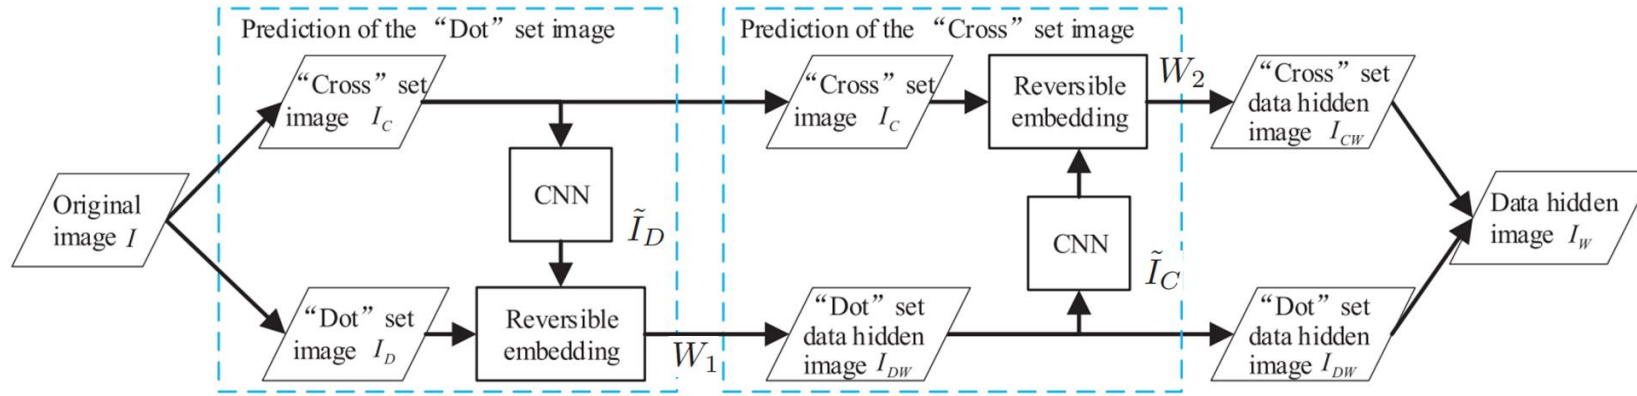 Prediction of the “Dot” set image
“Cross” set
image I_C
CNN
Ĩ_D
Original
image I
“Dot” set
image I_D
Reversible
embedding
W_1
Prediction of the “Cross” set image
“Cross” set
image I_C
Reversible
embedding
W_2
CNN
Ĩ_C
“Dot” set
data hidden
image I_DW
“Cross” set
data hidden
image I_CW
“Dot” set
data hidden
image I_DW
Data hidden
image I_W